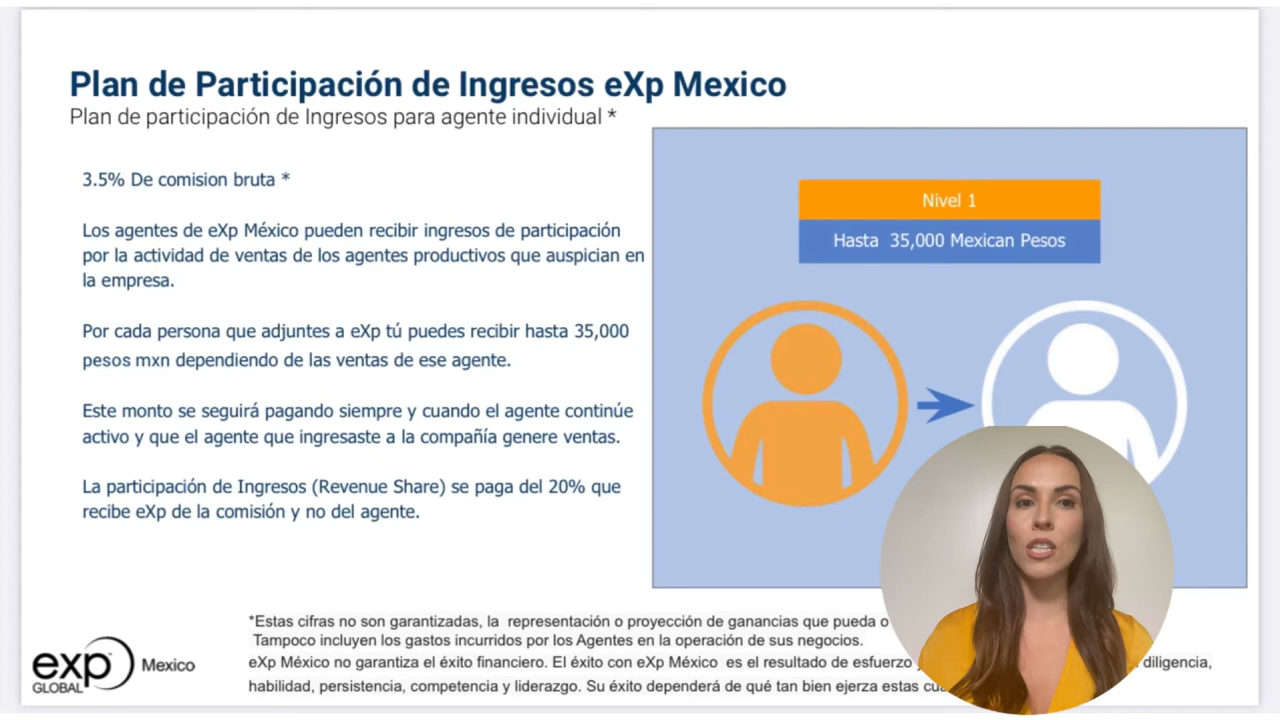 Plan de Participación de Ingresos eXp Mexico
Plan de participación de Ingresos para agente individual *
3.5% De comision bruta *
Los agentes de eXp México pueden recibir ingresos de participación
por la actividad de ventas de los agentes productivos que auspician en
la empresa.
Por cada persona que adjuntes a eXp tú puedes recibir hasta 35,000
pesos mxn dependiendo de las ventas de ese agente.
Este monto se seguirá pagando siempre y cuando el agente continúe
activo y que el agente que ingresaste a la compañía genere ventas.
La participación de Ingresos (Revenue Share) se paga del 20% que
recibe eXp de la comisión y no del agente.
Nivel 1
Hasta 35,000 Mexican Pesos
*Estas cifras no son garantizadas, la representación o proyección de ganancias que pueda
Tampoco incluyen los gastos incurridos por los Agentes en la operación de sus negocios.
eXp México no garantiza el éxito financiero. El éxito con eXp México es el resultado de esfuerzo diligencia,
habilidad, persistencia, competencia y liderazgo. Su éxito dependerá de qué tan bien ejerza estas
exp™ Mexico
GLOBAL